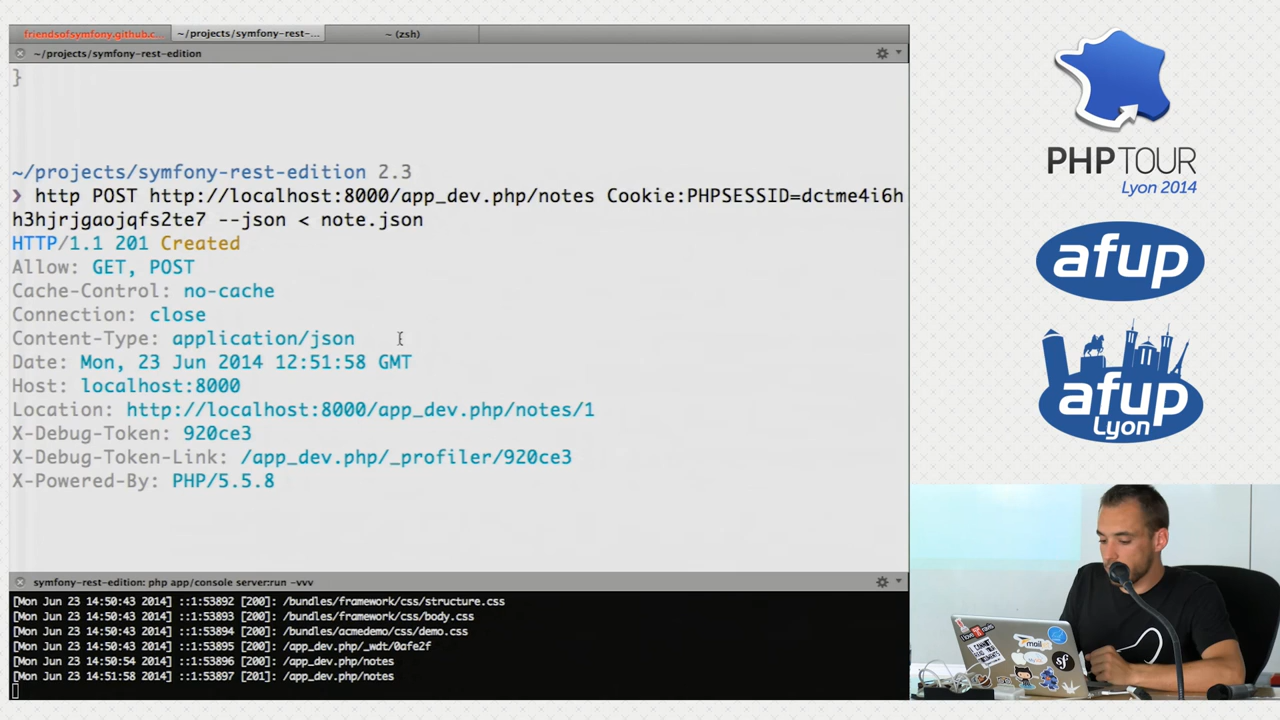 friendsofsymfony.github.c...
~/projects/symfony-rest-...
~ (zsh)
~/projects/symfony-rest-edition
}
~/projects/symfony-rest-edition 2.3
❯ http POST http://localhost:8000/app_dev.php/notes Cookie:PHPSESSID=dctme4i6h
h3hjrjgaojqfs2te7 --json < note.json
HTTP/1.1 201 Created
Allow: GET, POST
Cache-Control: no-cache
Connection: close
Content-Type: application/json
Date: Mon, 23 Jun 2014 12:51:58 GMT
Host: localhost:8000
Location: http://localhost:8000/app_dev.php/notes/1
X-Debug-Token: 920ce3
X-Debug-Token-Link: /app_dev.php/_profiler/920ce3
X-Powered-By: PHP/5.5.8
symfony-rest-edition: php app/console server:run -vvv
[Mon Jun 23 14:50:43 2014] ::1:53892 [200]: /bundles/framework/css/structure.css
[Mon Jun 23 14:50:43 2014] ::1:53893 [200]: /bundles/framework/css/body.css
[Mon Jun 23 14:50:43 2014] ::1:53894 [200]: /bundles/acmedemo/css/demo.css
[Mon Jun 23 14:50:43 2014] ::1:53895 [200]: /app_dev.php/_wdt/0afe2f
[Mon Jun 23 14:50:54 2014] ::1:53896 [200]: /app_dev.php/notes
[Mon Jun 23 14:51:58 2014] ::1:53897 [201]: /app_dev.php/notes
PHP TOUR
Lyon 2014
afup
afup
Lyon
mail
sf